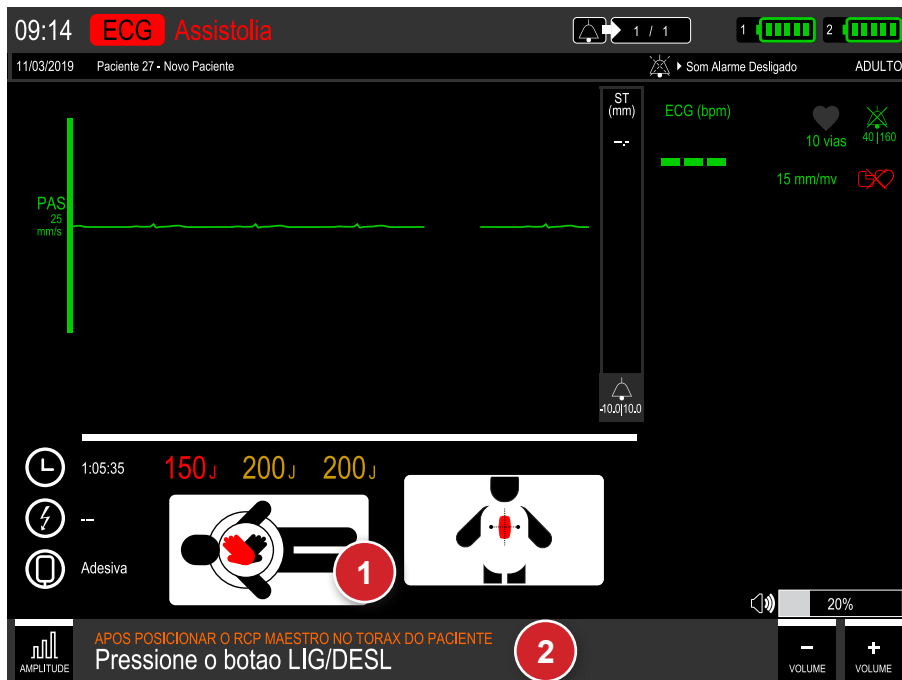 09:14 ECG Assistolia 1 / 1 1 2
11/03/2019 Paciente 27 - Novo Paciente Som Alarme Desligado ADULTO
ST
(mm)
-.-
ECG (bpm)
---
10 vias
40|160
15 mm/mv
PAS
25
mm/s
-10.0|10.0
1:05:35 150J 200J 200J
--
Adesiva
1
20%
APOS POSICIONAR O RCP MAESTRO NO TORAX DO PACIENTE
Pressione o botao LIG/DESL
2
AMPLITUDE
- VOLUME
+ VOLUME